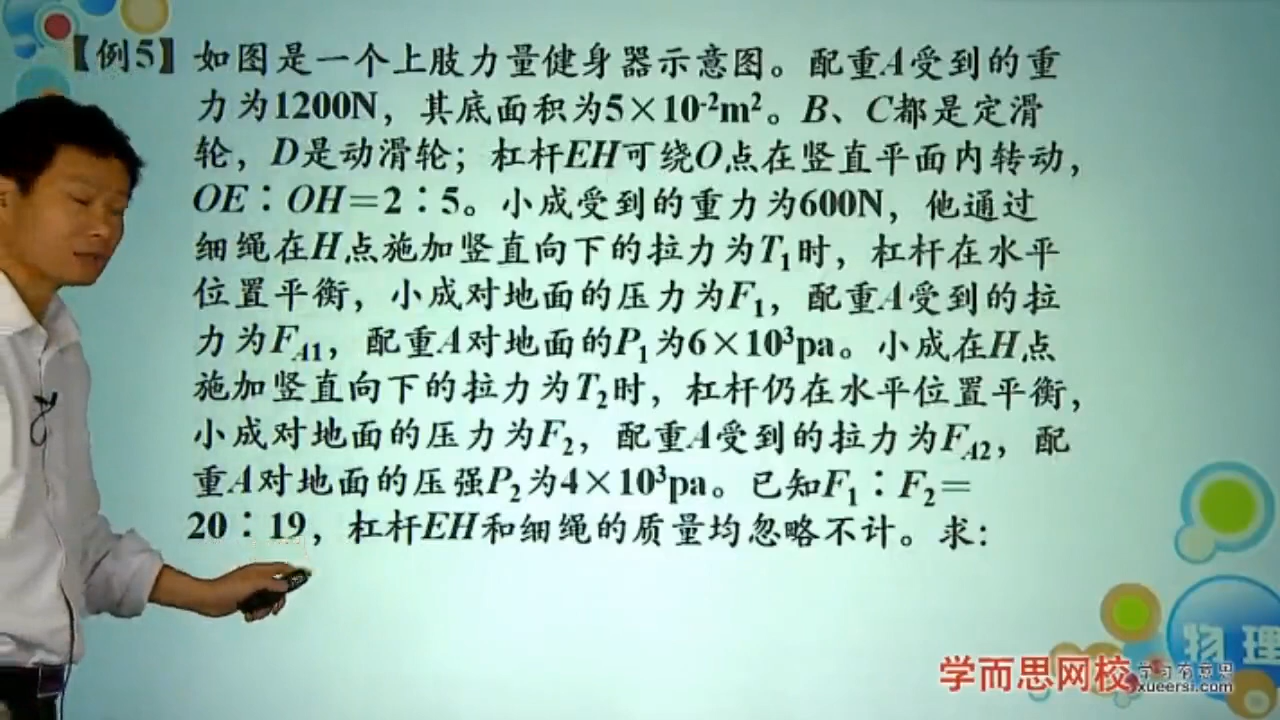 【例5】如图是一个上肢力量健身器示意图。配重A受到的重
力为1200N，其底面积为5×10⁻²m²。B、C都是定滑
轮，D是动滑轮；杠杆EH可绕O点在竖直平面内转动，
OE∶OH＝2∶5。小成受到的重力为600N，他通过
细绳在H点施加竖直向下的拉力为T₁时，杠杆在水平
位置平衡，小成对地面的压力为F₁，配重A受到的拉
力为F_A1，配重A对地面的P₁为6×10³pa。小成在H点
施加竖直向下的拉力为T₂时，杠杆仍在水平位置平衡，
小成对地面的压力为F₂，配重A受到的拉力为F_A2，配
重A对地面的压强P₂为4×10³pa。已知F₁∶F₂＝
20∶19，杠杆EH和细绳的质量均忽略不计。求：
物理
学而思网校
学习有意思
xueersi.com